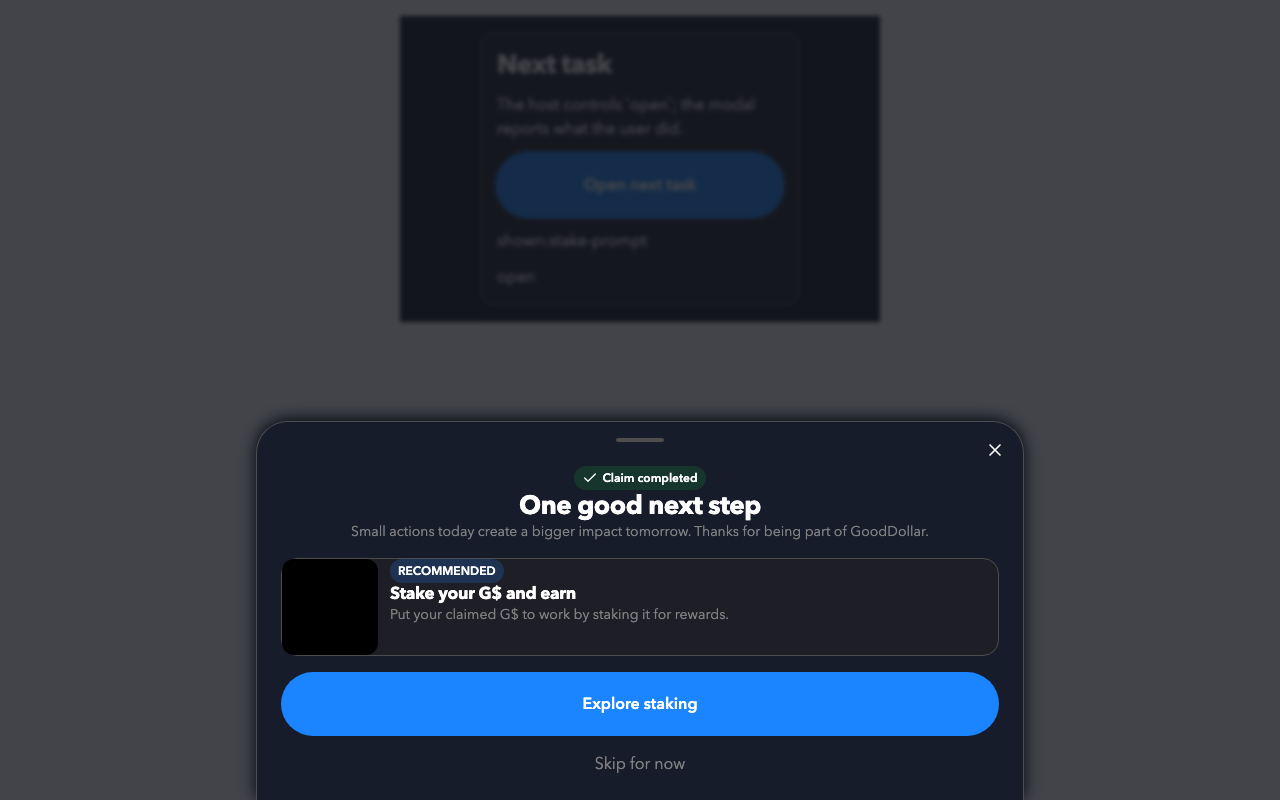 Next task
The host controls `open`; the modal
reports what the user did.
Open next task
shown:stake-prompt
open
Claim completed
One good next step
Small actions today create a bigger impact tomorrow. Thanks for being part of GoodDollar.
RECOMMENDED
Stake your G$ and earn
Put your claimed G$ to work by staking it for rewards.
Explore staking
Skip for now